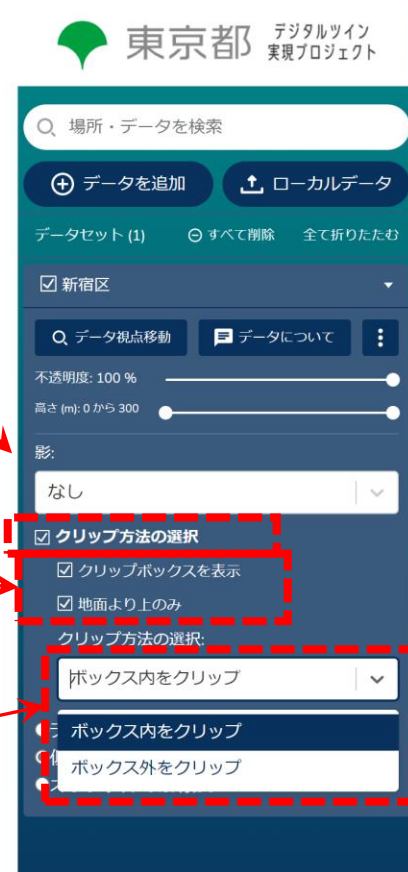 東京都 デジタルツイン
実現プロジェクト
場所・データを検索
データを追加 ローカルデータ
データセット (1) すべて削除 全て折りたたむ
新宿区
データ視点移動 データについて
不透明度: 100 %
高さ (m): 0 から 300
影:
なし
クリップ方法の選択
クリップボックスを表示
地面より上のみ
クリップ方法の選択:
ボックス内をクリップ
ボックス内をクリップ
ボックス外をクリップ